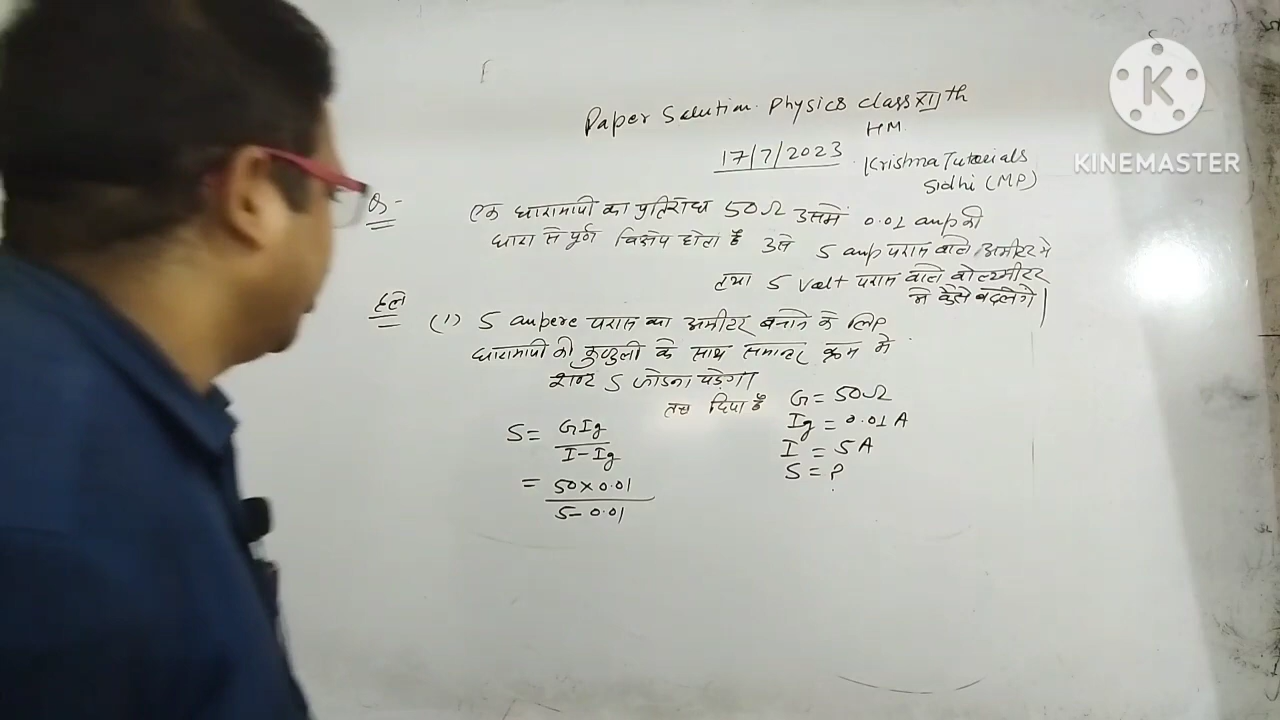 Paper Solution. Physics class XIIth
HM
17/7/2023
Krishna Tutorials
Sidhi (MP)
Q- एक धारामापी का प्रतिरोध 50Ω उसमें 0.01 amp की
धारा से पूर्ण विक्षेप होता है उसे 5 amp परास वाले अमीटर मे
तथा 5 Volt परास वाले वोल्टमीटर
मे कैसे बदलेंगे।
हल
(1) 5 ampere परास का अमीटर बनाने के लिए
धारामापी की कुण्डली के साथ समान्तर क्रम मे
शन्ट S जोडना पडेगा।
दिया है G = 50Ω
Ig = 0.01 A
I = 5A
S = ?
S = GIg / I-Ig
= 50×0.01 / 5-0.01
K
KINEMASTER